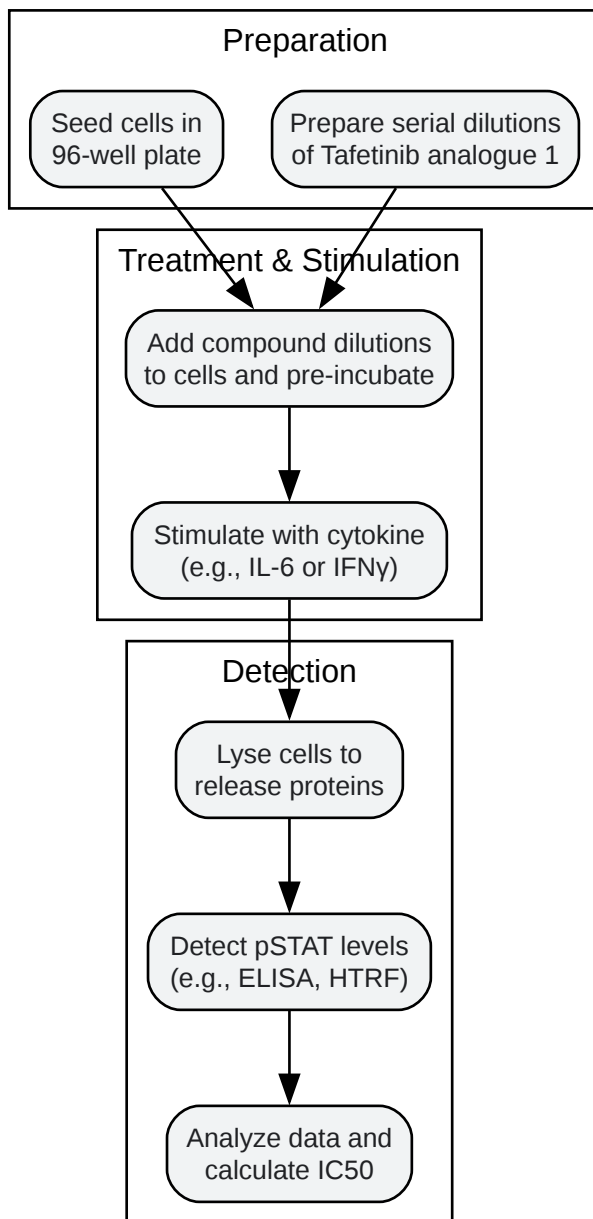 Preparation
Seed cells in
96-well plate
Prepare serial dilutions
of Tafetinib analogue 1
Treatment & Stimulation
Add compound dilutions
to cells and pre-incubate
Stimulate with cytokine
(e.g., IL-6 or IFNγ)
Detection
Lyse cells to
release proteins
Detect pSTAT levels
(e.g., ELISA, HTRF)
Analyze data and
calculate IC50